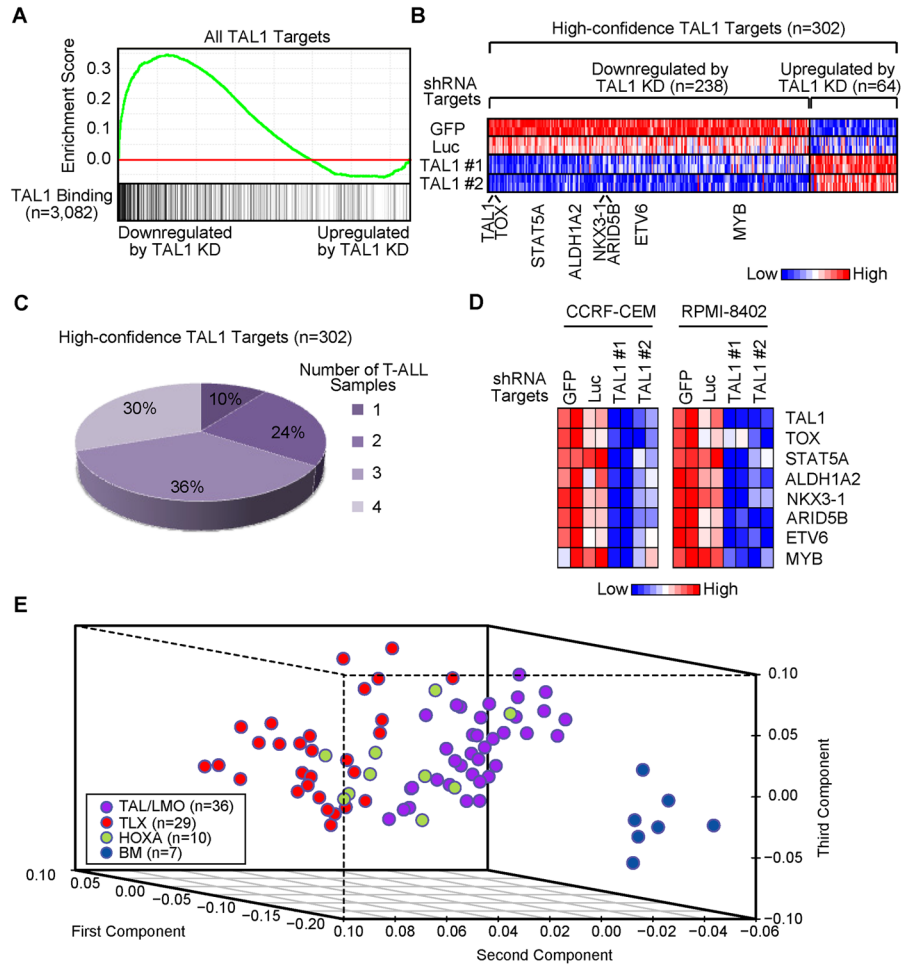 A
All TAL1 Targets
Enrichment Score
0.3
0.2
0.1
0.0
TAL1 Binding
(n=3,082)
Downregulated
by TAL1 KD
Upregulated
by TAL1 KD
B
High-confidence TAL1 Targets (n=302)
Downregulated by
TAL1 KD (n=238)
Upregulated by
TAL1 KD (n=64)
shRNA
Targets
GFP
Luc
TAL1 #1
TAL1 #2
TAL1
TOX
STAT5A
ALDH1A2
NKX3-1
ARID5B
ETV6
MYB
Low
High
C
High-confidence TAL1 Targets (n=302)
Number of T-ALL
Samples
10%
24%
36%
30%
1
2
3
4
D
CCRF-CEM
RPMI-8402
shRNA
Targets
GFP
Luc
TAL1 #1
TAL1 #2
GFP
Luc
TAL1 #1
TAL1 #2
TAL1
TOX
STAT5A
ALDH1A2
NKX3-1
ARID5B
ETV6
MYB
Low
High
E
TAL/LMO (n=36)
TLX (n=29)
HOXA (n=10)
BM (n=7)
0.10
0.05
0.00
−0.05
−0.10
Third Component
0.10
0.05
0.00
−0.05
−0.10
−0.15
−0.20
First Component
0.10
0.08
0.06
0.04
0.02
0.00
−0.02
−0.04
−0.06
Second Component